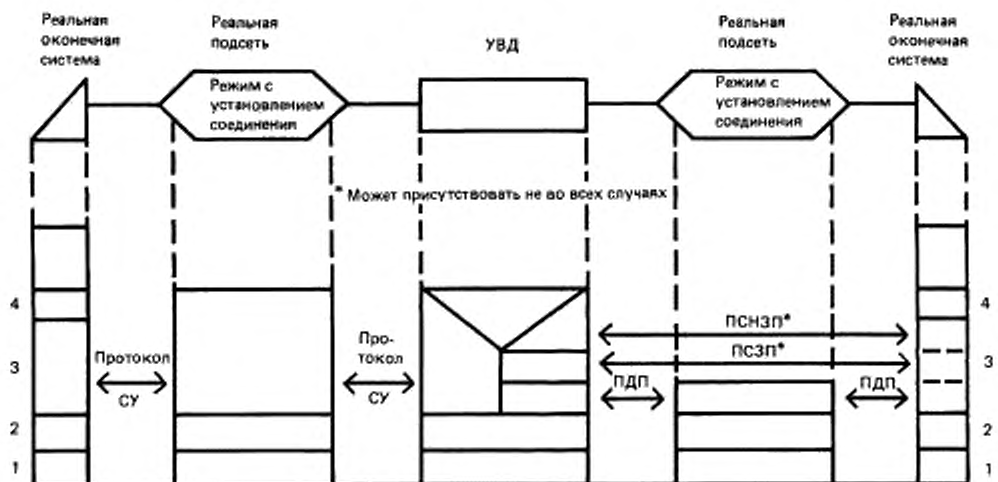 Реальная
оконечная
система
Реальная
подсеть
УВД
Реальная
подсеть
Реальная
оконечная
система
Режим с
установлением
соединения
Режим с
установлением
соединения
* Может присутствовать не во всех случаях
4
3
2
1
Протокол
СУ
Про-
токол
СУ
ПСНЗП*
ПСЗП*
ПДП
ПДП
4
3
2
1